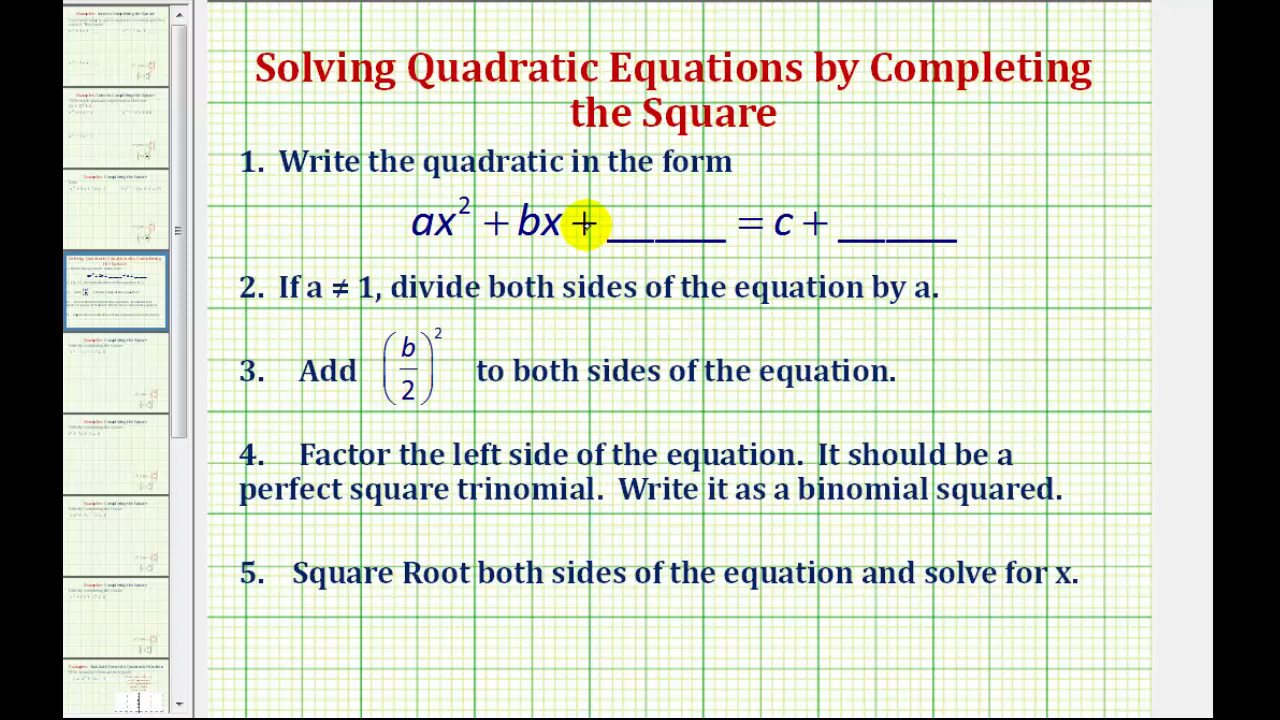 Solving Quadratic Equations by Completing
the Square
1. Write the quadratic in the form
ax² + bx + _____ = c + _____
2. If a ≠ 1, divide both sides of the equation by a.
3. Add (b/2)² to both sides of the equation.
4. Factor the left side of the equation. It should be a
perfect square trinomial. Write it as a binomial squared.
5. Square Root both sides of the equation and solve for x.